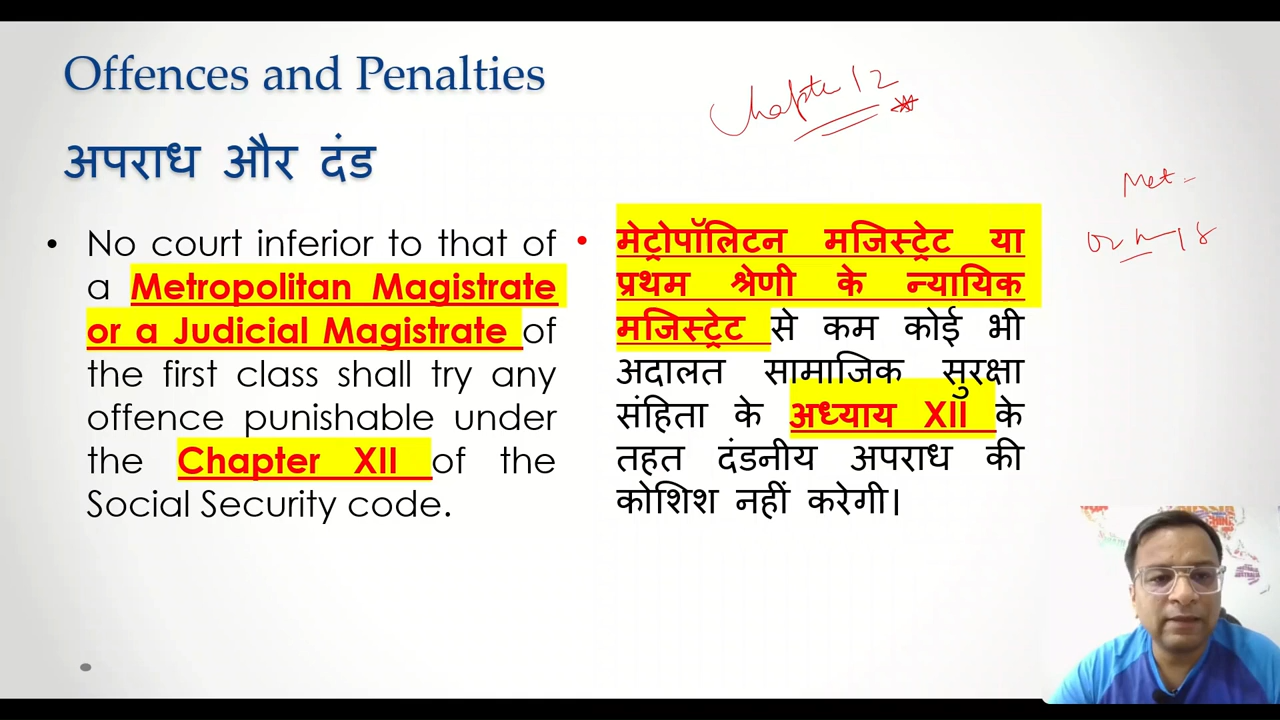 Offences and Penalties
अपराध और दंड
Chapter 12
Met -
• No court inferior to that of
a Metropolitan Magistrate
or a Judicial Magistrate of
the first class shall try any
offence punishable under
the Chapter XII of the
Social Security code.
• मेट्रोपॉलिटन मजिस्ट्रेट या
प्रथम श्रेणी के न्यायिक
मजिस्ट्रेट से कम कोई भी
अदालत सामाजिक सुरक्षा
संहिता के अध्याय XII के
तहत दंडनीय अपराध की
कोशिश नहीं करेगी।